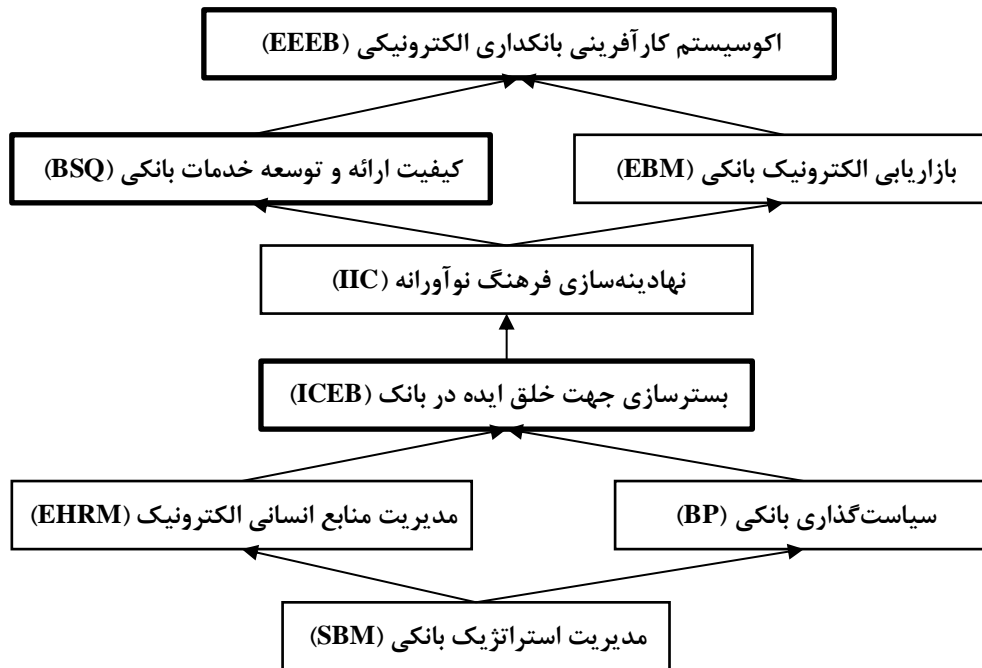 اکوسیستم کارآفرینی بانکداری الکترونیکی (EEEB)
بازاریابی الکترونیک بانکی (EBM)
کیفیت ارائه و توسعه خدمات بانکی (BSQ)
نهادینه‌سازی فرهنگ نوآورانه (IIC)
بسترسازی جهت خلق ایده در بانک (ICEB)
سیاست‌گذاری بانکی (BP)
مدیریت منابع انسانی الکترونیک (EHRM)
مدیریت استراتژیک بانکی (SBM)